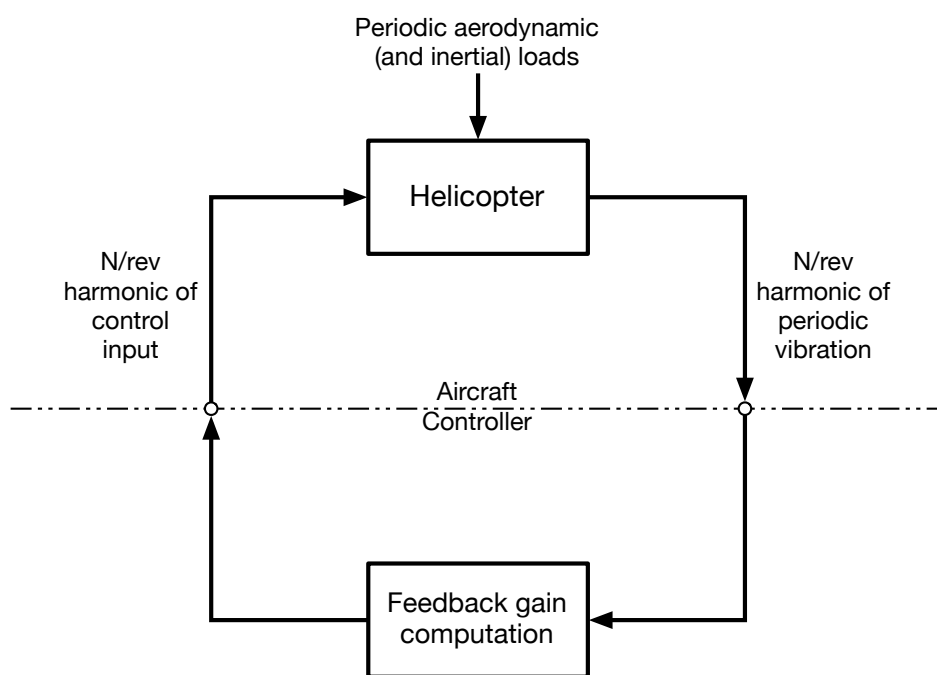 Periodic aerodynamic
(and inertial) loads
Helicopter
N/rev
harmonic of
control
input
N/rev
harmonic of
periodic
vibration
Aircraft
Controller
Feedback gain
computation